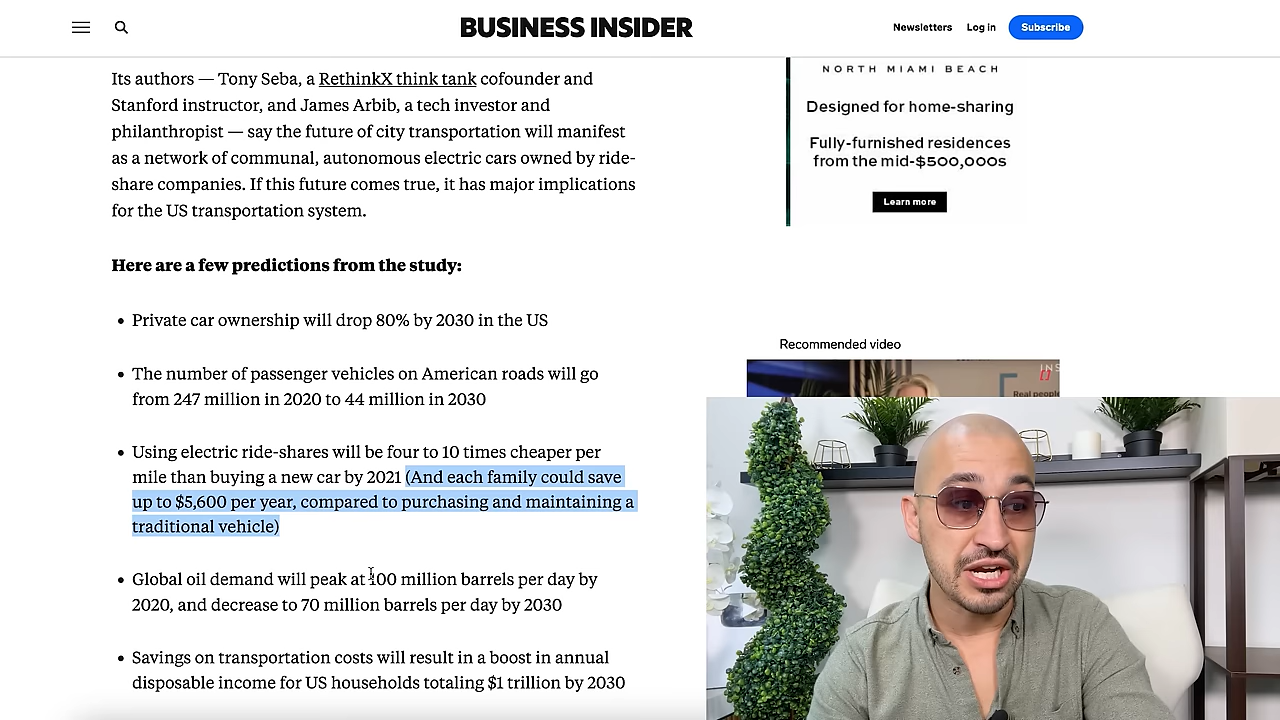 BUSINESS INSIDER
Newsletters
Log in
Subscribe
Its authors — Tony Seba, a RethinkX think tank cofounder and
Stanford instructor, and James Arbib, a tech investor and
philanthropist — say the future of city transportation will manifest
as a network of communal, autonomous electric cars owned by ride-
share companies. If this future comes true, it has major implications
for the US transportation system.
Here are a few predictions from the study:
• Private car ownership will drop 80% by 2030 in the US
• The number of passenger vehicles on American roads will go
from 247 million in 2020 to 44 million in 2030
• Using electric ride-shares will be four to 10 times cheaper per
mile than buying a new car by 2021 (And each family could save
up to $5,600 per year, compared to purchasing and maintaining a
traditional vehicle)
• Global oil demand will peak at 100 million barrels per day by
2020, and decrease to 70 million barrels per day by 2030
• Savings on transportation costs will result in a boost in annual
disposable income for US households totaling $1 trillion by 2030
NORTH MIAMI BEACH
Designed for home-sharing
Fully-furnished residences
from the mid-$500,000s
Learn more
Recommended video
INS
Real people